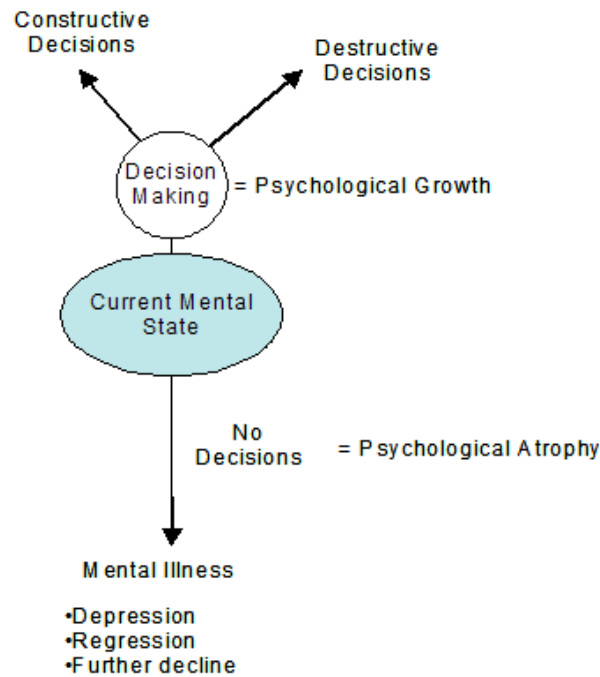 Constructive
Decisions
Destructive
Decisions
Decision
Making
= Psychological Growth
Current Mental
State
No
Decisions
= Psychological Atrophy
Mental Illness
•Depression
•Regression
•Further decline